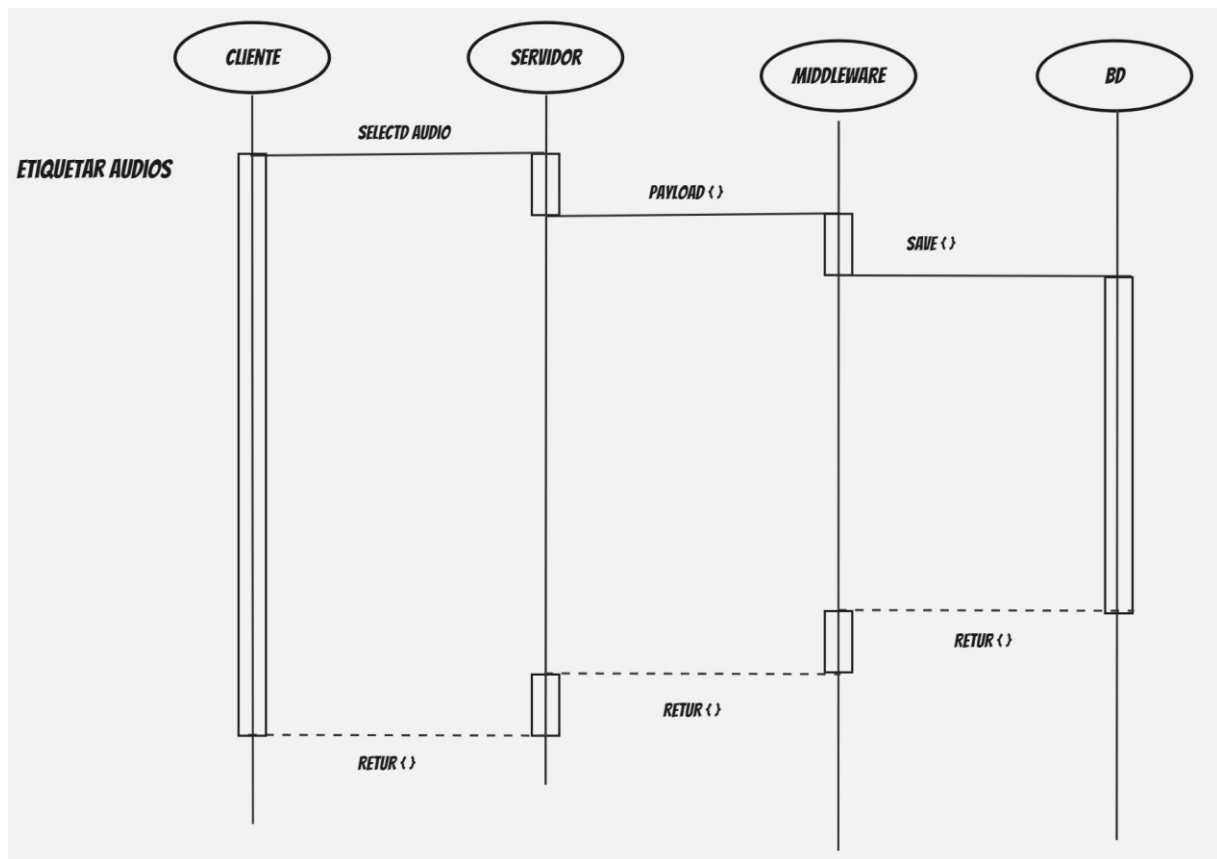 CLIENTE
SERVIDOR
MIDDLEWARE
BD
SELECTD AUDIO
ETIQUETAR AUDIOS
PAYLOAD { }
SAVE { }
RETUR { }
RETUR { }
RETUR { }